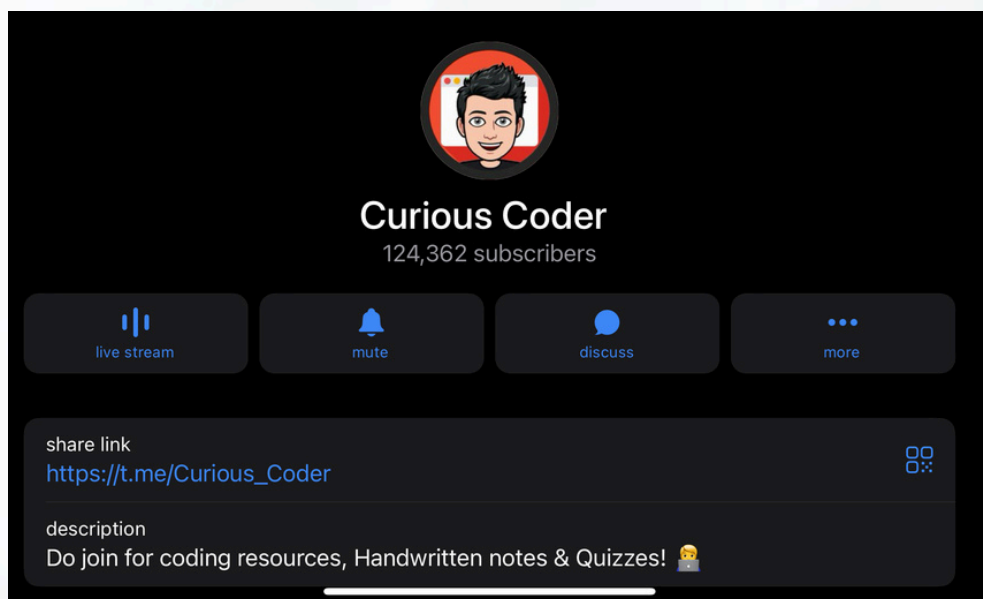 Curious Coder
124,362 subscribers
live stream
mute
discuss
more
share link
https://t.me/Curious_Coder
description
Do join for coding resources, Handwritten notes & Quizzes! 🧑‍💻